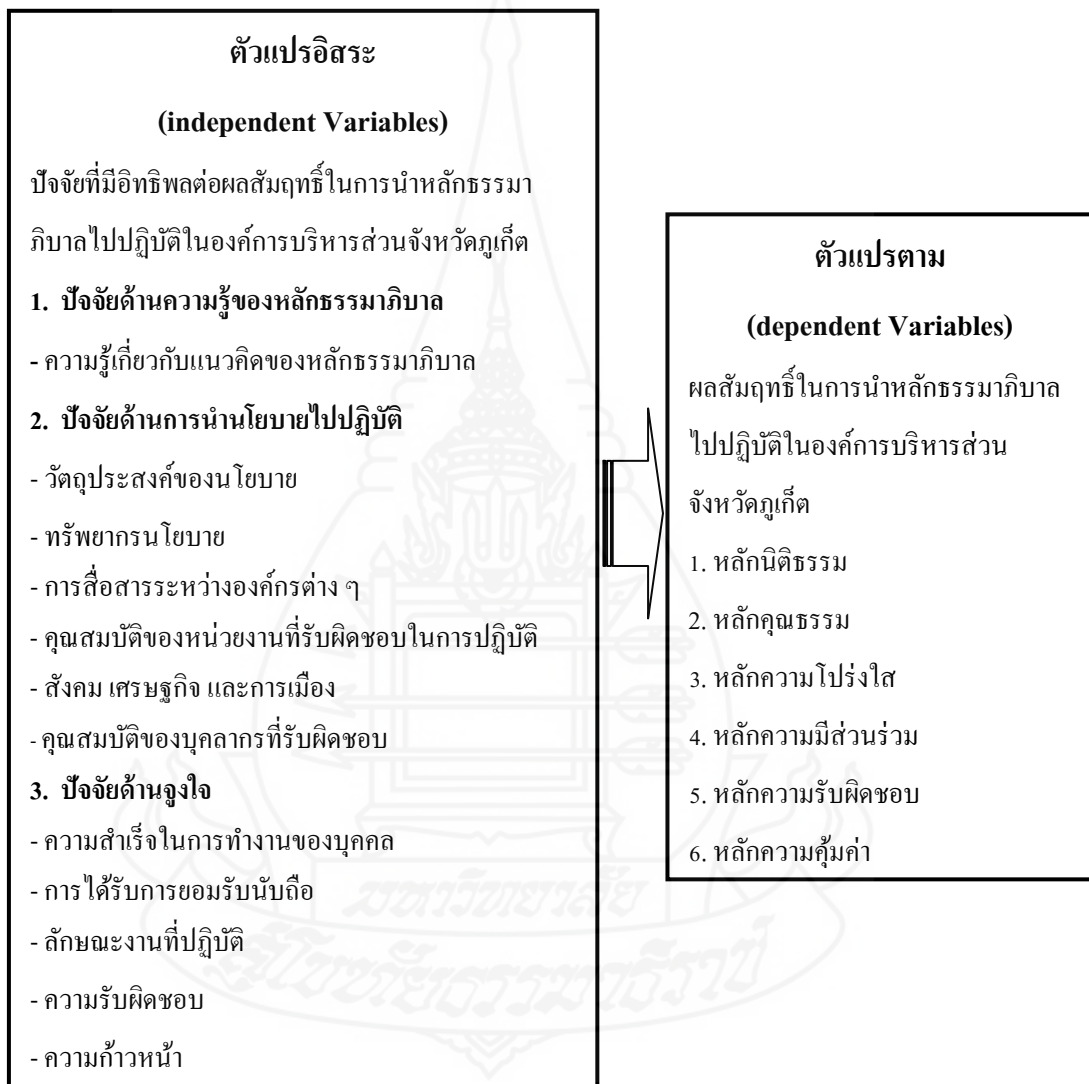 ตัวแปรอิสระ
(independent Variables)
ปัจจัยที่มีอิทธิพลต่อผลสัมฤทธิ์ในการนำหลักธรรมา
ภิบาลไปปฏิบัติในองค์การบริหารส่วนจังหวัดภูเก็ต
1. ปัจจัยด้านความรู้ของหลักธรรมาภิบาล
- ความรู้เกี่ยวกับแนวคิดของหลักธรรมาภิบาล
2. ปัจจัยด้านการนำนโยบายไปปฏิบัติ
- วัตถุประสงค์ของนโยบาย
- ทรัพยากรนโยบาย
- การสื่อสารระหว่างองค์กรต่าง ๆ
- คุณสมบัติของหน่วยงานที่รับผิดชอบในการปฏิบัติ
- สังคม เศรษฐกิจ และการเมือง
- คุณสมบัติของบุคลากรที่รับผิดชอบ
3. ปัจจัยด้านจูงใจ
- ความสำเร็จในการทำงานของบุคคล
- การได้รับการยอมรับนับถือ
- ลักษณะงานที่ปฏิบัติ
- ความรับผิดชอบ
- ความก้าวหน้า
ตัวแปรตาม
(dependent Variables)
ผลสัมฤทธิ์ในการนำหลักธรรมาภิบาล
ไปปฏิบัติในองค์การบริหารส่วน
จังหวัดภูเก็ต
1. หลักนิติธรรม
2. หลักคุณธรรม
3. หลักความโปร่งใส
4. หลักความมีส่วนร่วม
5. หลักความรับผิดชอบ
6. หลักความคุ้มค่า
มหาวิทยาลัย
สุโขทัยธรรมาธิราช